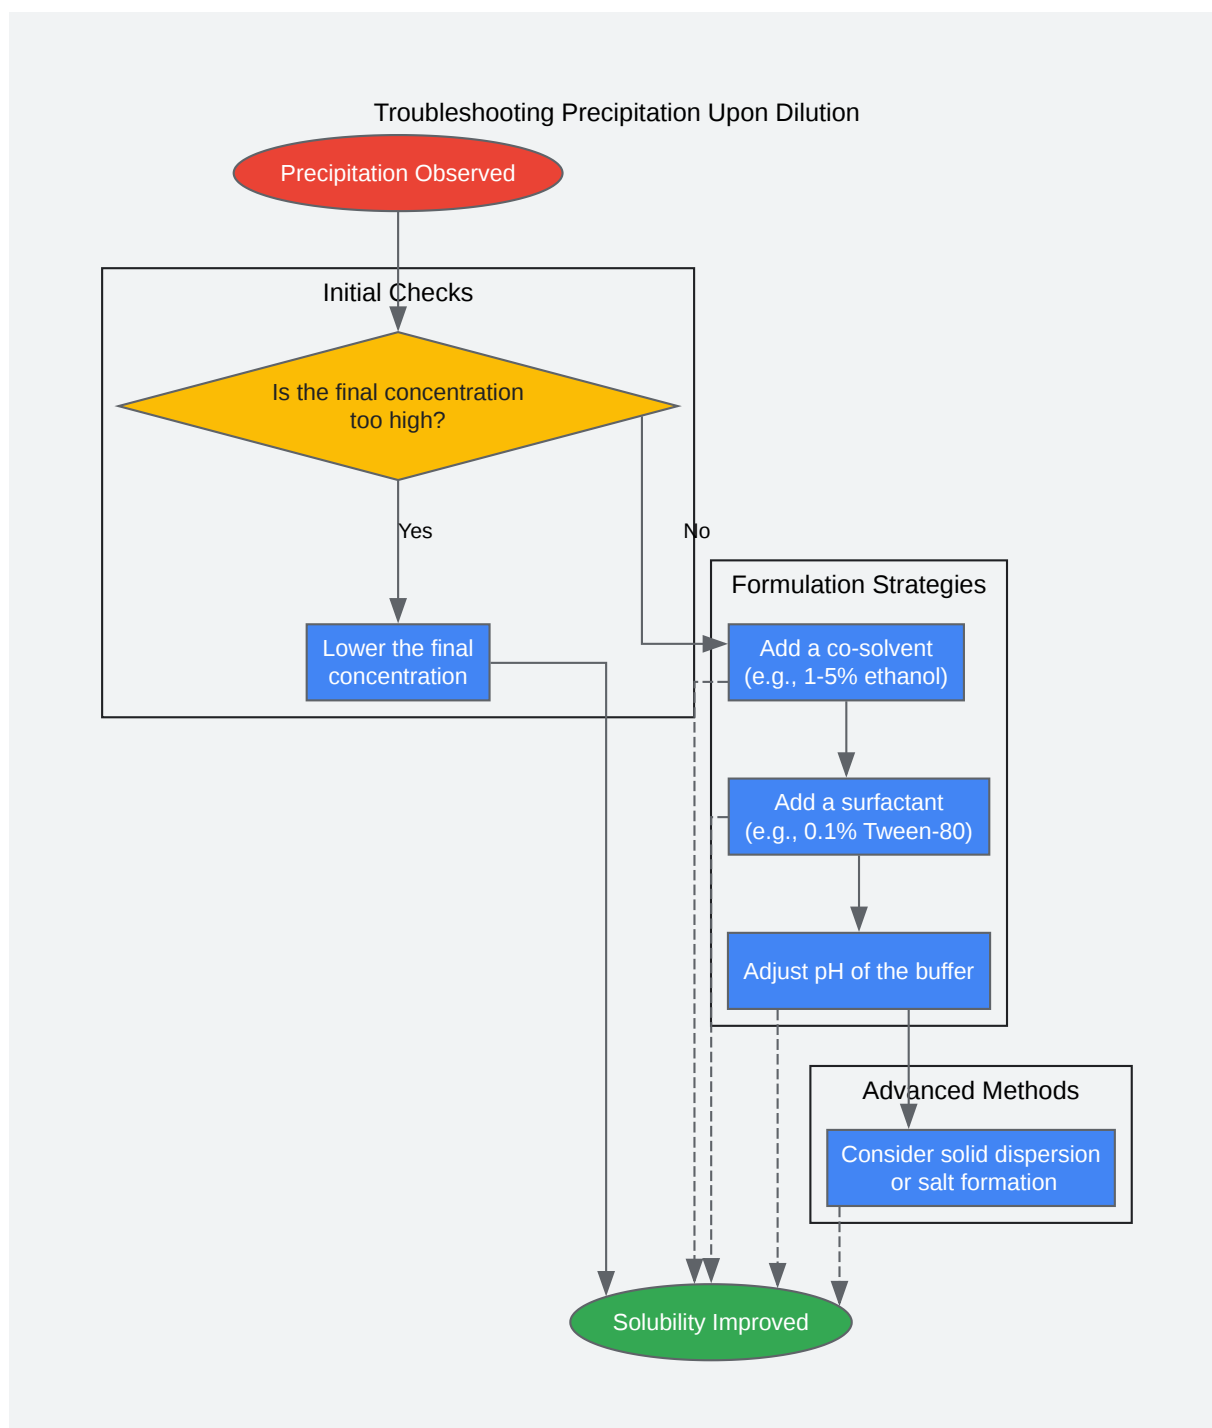 Troubleshooting Precipitation Upon Dilution
Precipitation Observed
Initial Checks
Is the final concentration
too high?
Yes
No
Lower the final
concentration
Formulation Strategies
Add a co-solvent
(e.g., 1-5% ethanol)
Add a surfactant
(e.g., 0.1% Tween-80)
Adjust pH of the buffer
Advanced Methods
Consider solid dispersion
or salt formation
Solubility Improved